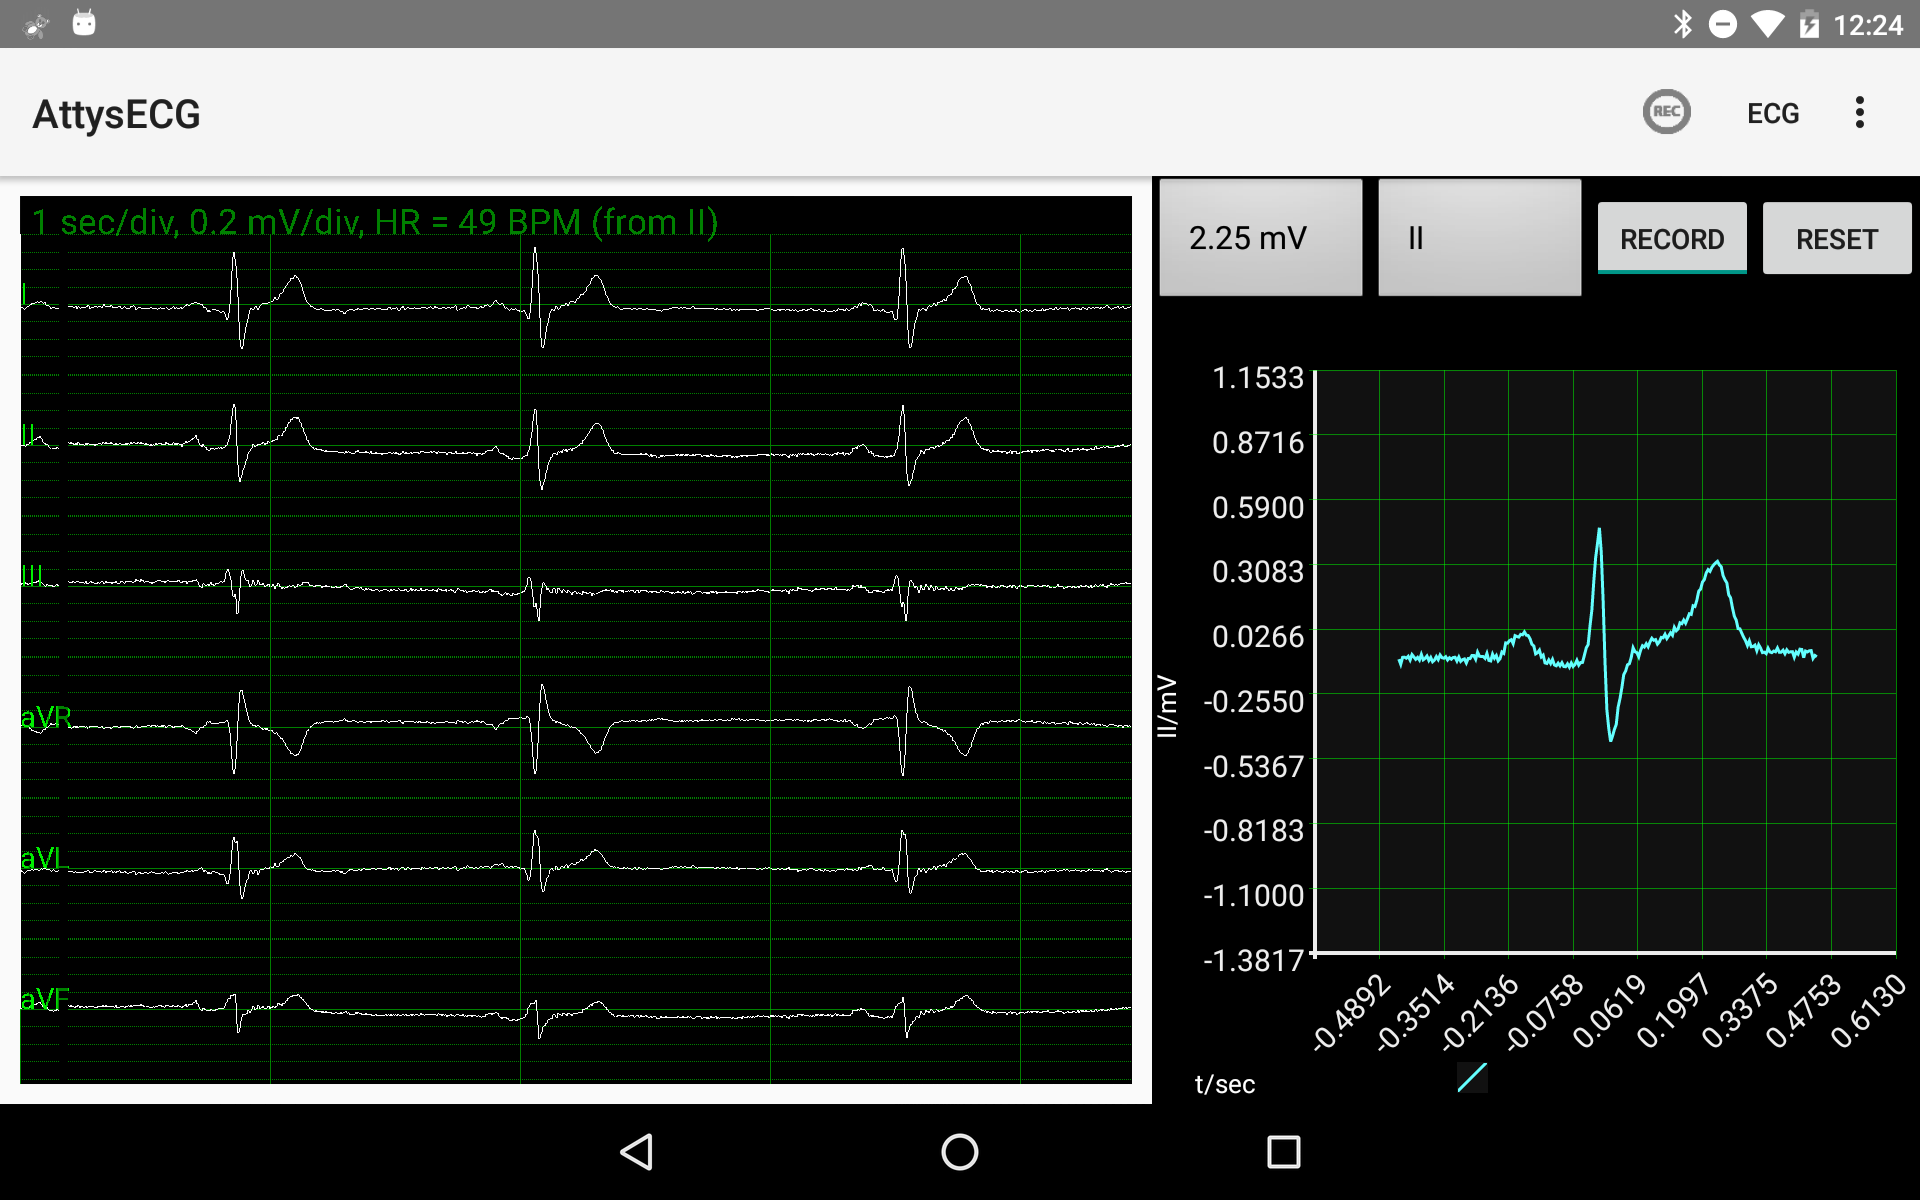 12:24
AttysECG
REC
ECG
1 sec/div, 0.2 mV/div, HR = 49 BPM (from II)
I
II
III
aVR
aVL
aVF
2.25 mV
II
RECORD
RESET
1.1533
0.8716
0.5900
0.3083
0.0266
-0.2550
-0.5367
-0.8183
-1.1000
-1.3817
II/mV
-0.4892
-0.3514
-0.2136
-0.0758
0.0619
0.1997
0.3375
0.4753
0.6130
t/sec